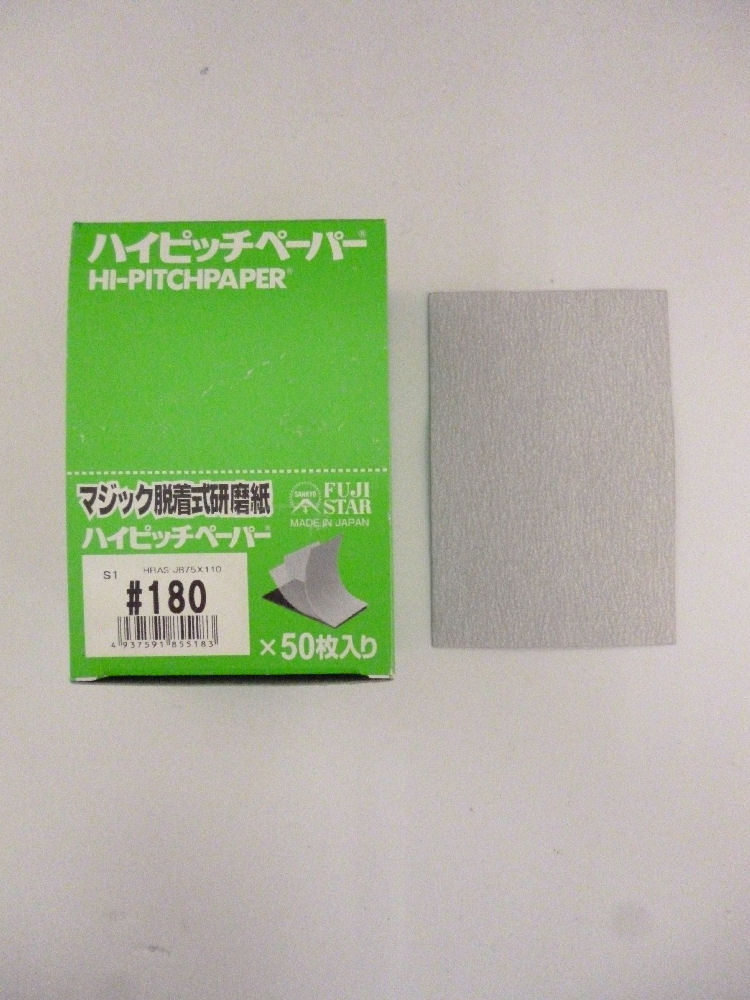 ハイピッチペーパー®
HI-PITCHPAPER®
マジック脱着式研磨紙
ハイピッチペーパー®
SANKYO
FUJI
STAR
MADE IN JAPAN
S1
HRAS-JB75X110
#180
4 937591 855183
×50枚入り